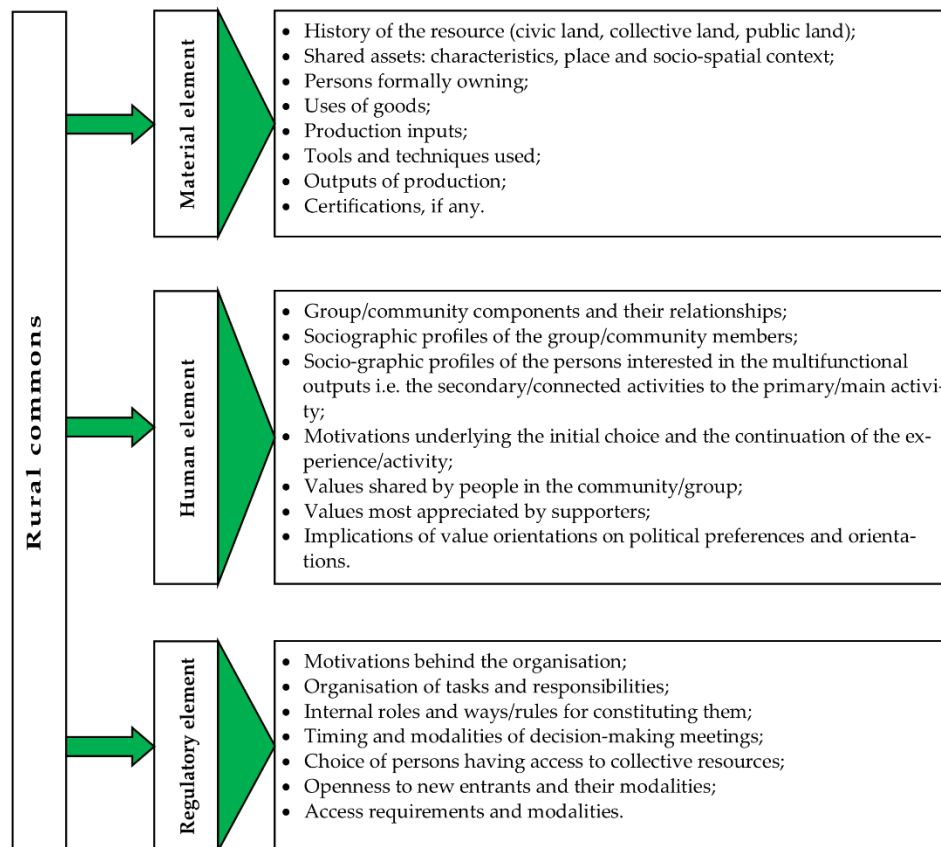 Rural commons
Material element
• History of the resource (civic land, collective land, public land);
• Shared assets: characteristics, place and socio-spatial context;
• Persons formally owning;
• Uses of goods;
• Production inputs;
• Tools and techniques used;
• Outputs of production;
• Certifications, if any.
Human element
• Group/community components and their relationships;
• Sociographic profiles of the group/community members;
• Socio-graphic profiles of the persons interested in the multifunctional
outputs i.e. the secondary/connected activities to the primary/main activi-
ty;
• Motivations underlying the initial choice and the continuation of the ex-
perience/activity;
• Values shared by people in the community/group;
• Values most appreciated by supporters;
• Implications of value orientations on political preferences and orienta-
tions.
Regulatory element
• Motivations behind the organisation;
• Organisation of tasks and responsibilities;
• Internal roles and ways/rules for constituting them;
• Timing and modalities of decision-making meetings;
• Choice of persons having access to collective resources;
• Openness to new entrants and their modalities;
• Access requirements and modalities.